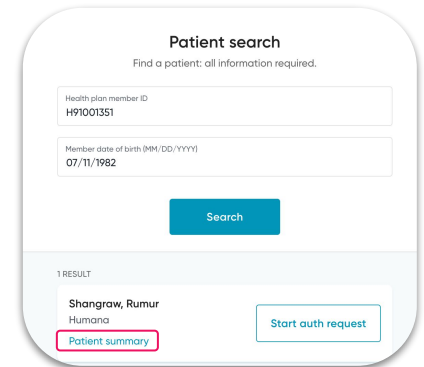 Patient search
Find a patient: all information required.
Health plan member ID
H91001351
Member date of birth (MM/DD/YYYY)
07/11/1982
Search
1 RESULT
Shangraw, Rumur
Humana
Start auth request
Patient summary